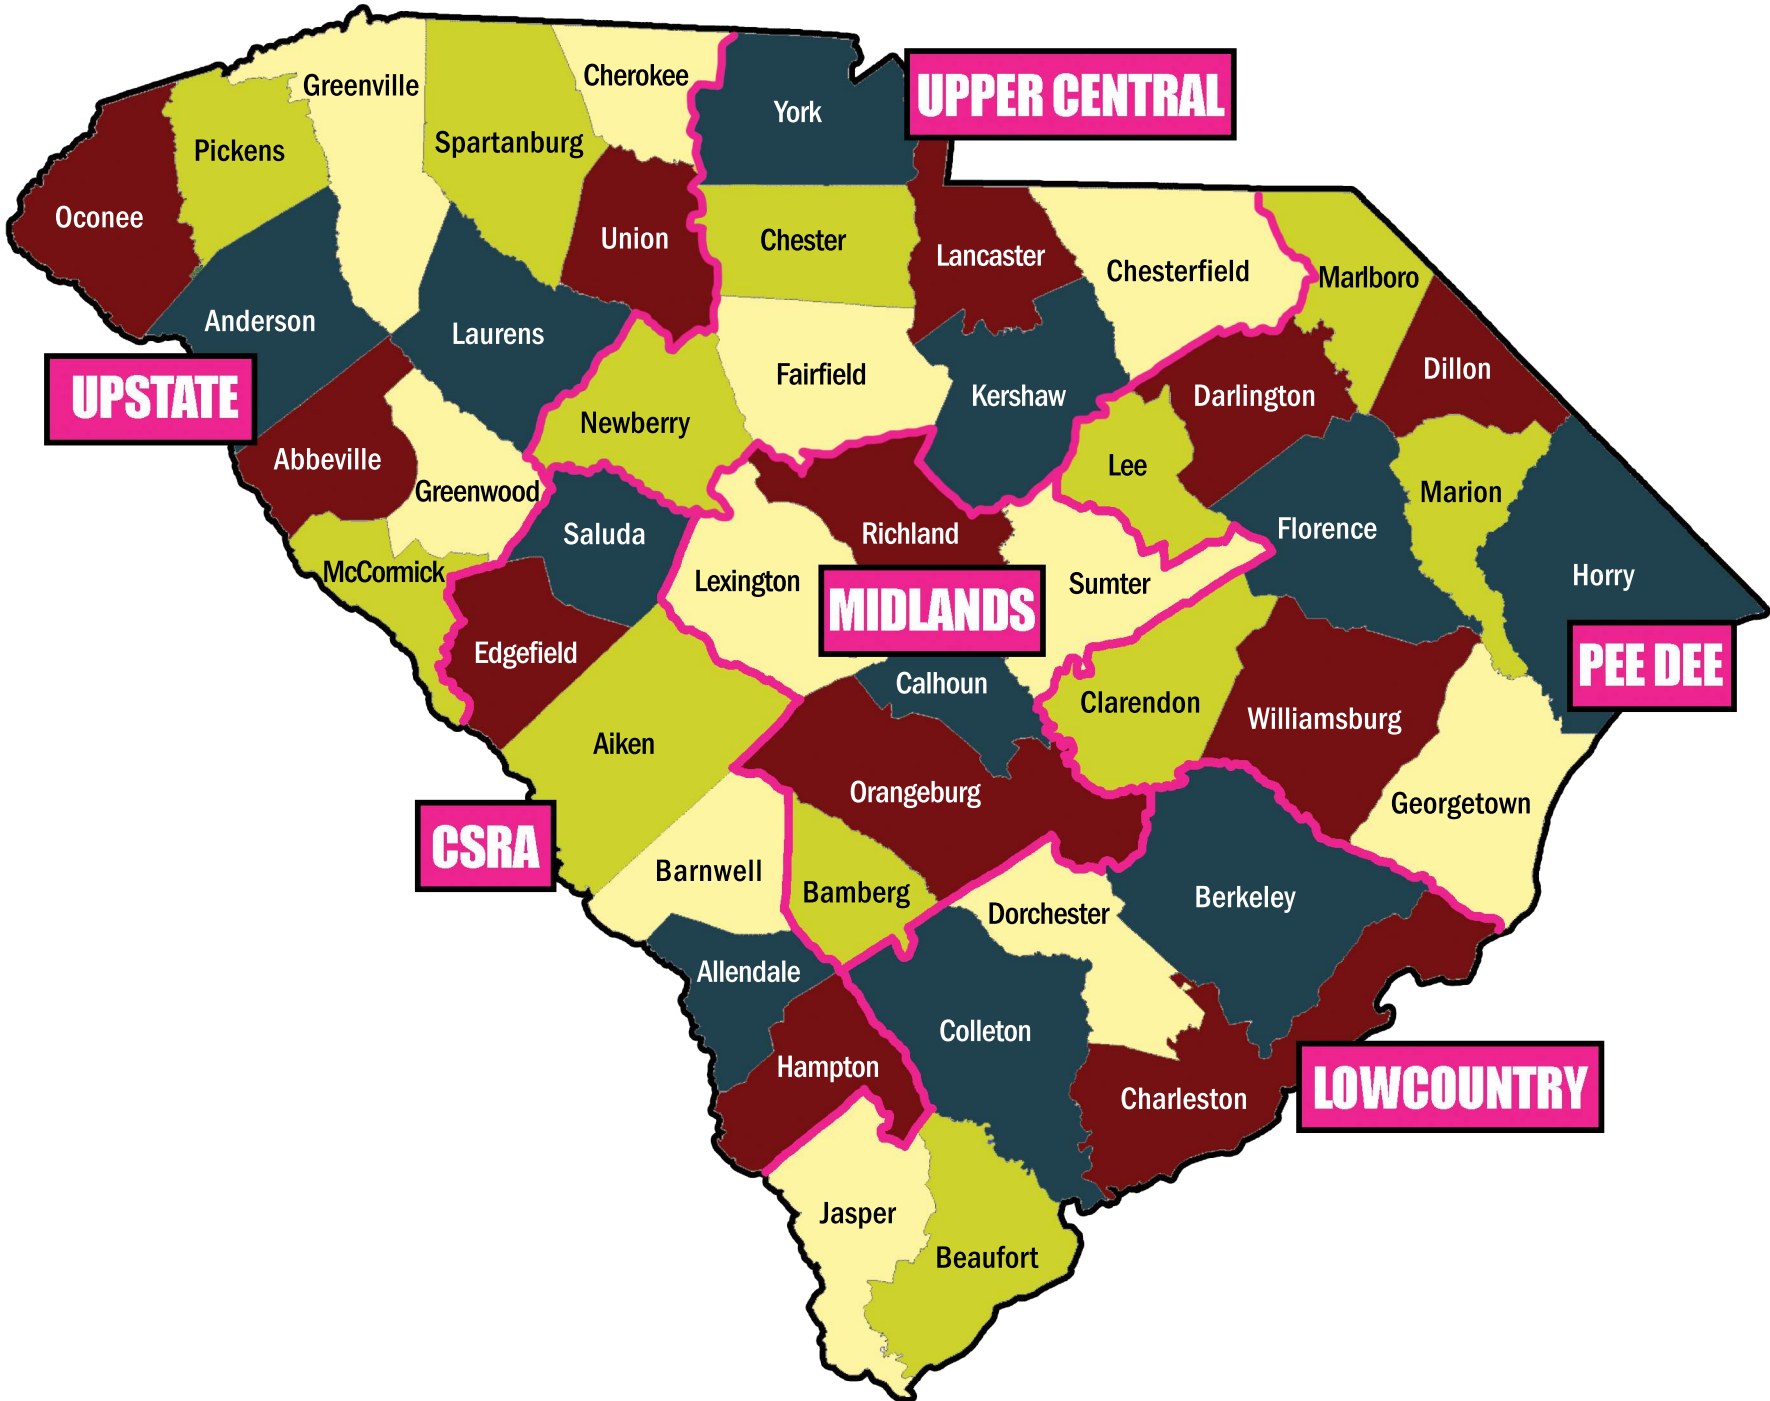 Greenville
Cherokee
UPPER CENTRAL
York
Spartanburg
Pickens
Oconee
Union
Chester
Lancaster
Chesterfield
Marlboro
Anderson
Laurens
Fairfield
Dillon
UPSTATE
Kershaw
Darlington
Newberry
Abbeville
Lee
Greenwood
Marion
Saluda
Richland
Florence
McCormick
Lexington
Sumter
Horry
MIDLANDS
Edgefield
PEE DEE
Calhoun
Clarendon
Williamsburg
Aiken
Orangeburg
Georgetown
CSRA
Barnwell
Bamberg
Berkeley
Dorchester
Allendale
Colleton
Hampton
LOWCOUNTRY
Charleston
Jasper
Beaufort